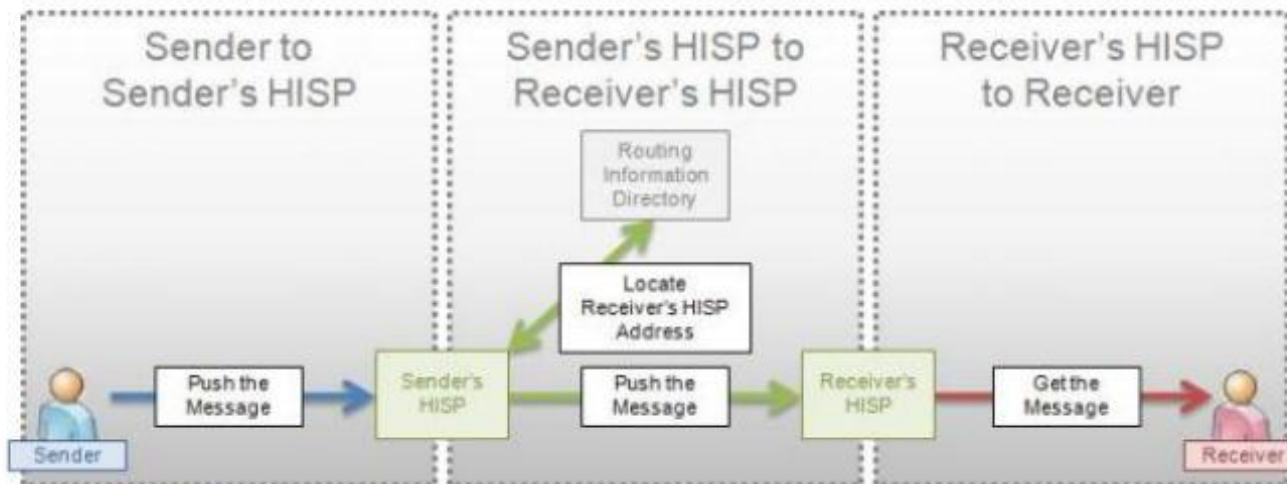 Sender to
Sender's HISP
Sender's HISP to
Receiver's HISP
Receiver's HISP
to Receiver
Routing
Information
Directory
Locate
Receiver's HISP
Address
Push the
Message
Sender's
HISP
Push the
Message
Receiver's
HISP
Get the
Message
Sender
Receiver